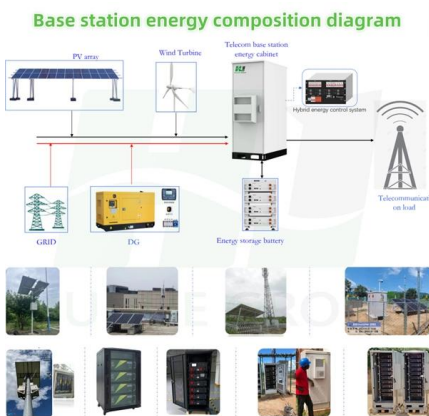 Base station energy composition diagram
PV array
Wind Turbine
Telecom base station
energy cabinet
Hybrid energy control system
Telecommunicati
on load
GRID
DG
Energy storage battery